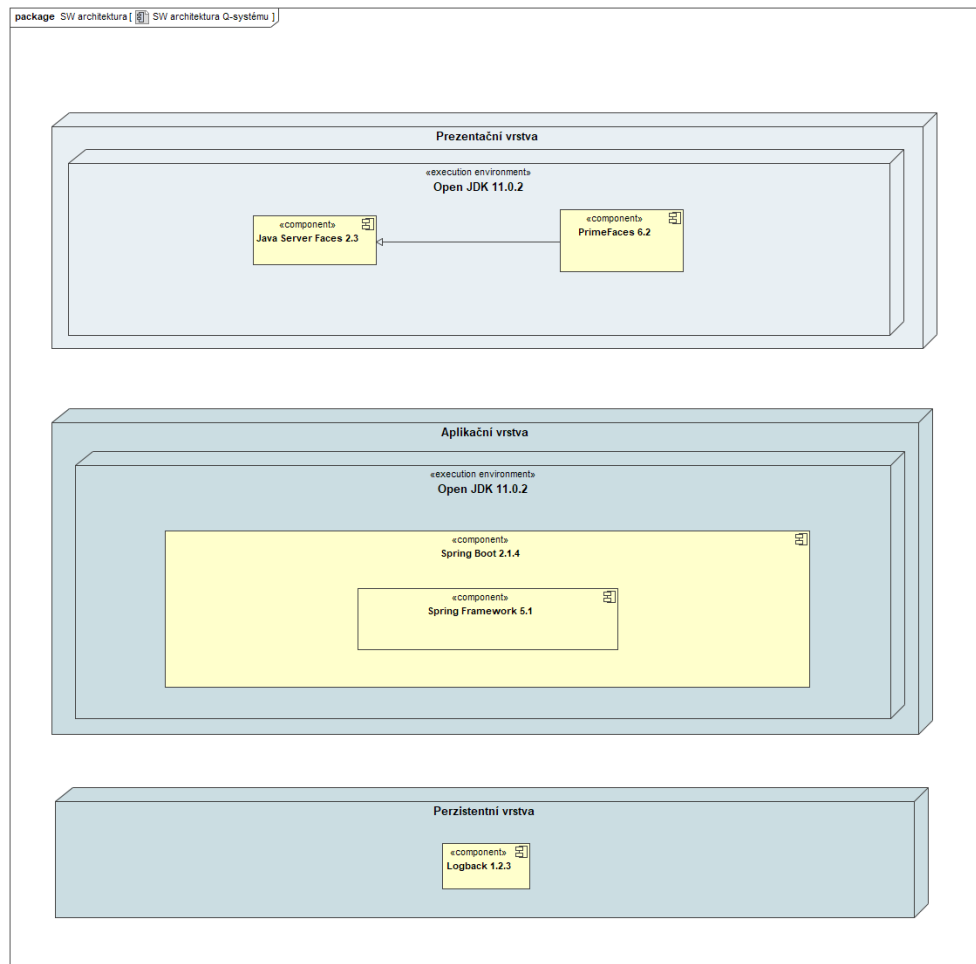 package SW architektura [ SW architektura Q-systému ]
Prezentační vrstva
«execution environment»
Open JDK 11.0.2
«component»
Java Server Faces 2.3
«component»
PrimeFaces 6.2
Aplikační vrstva
«execution environment»
Open JDK 11.0.2
«component»
Spring Boot 2.1.4
«component»
Spring Framework 5.1
Perzistentní vrstva
«component»
Logback 1.2.3